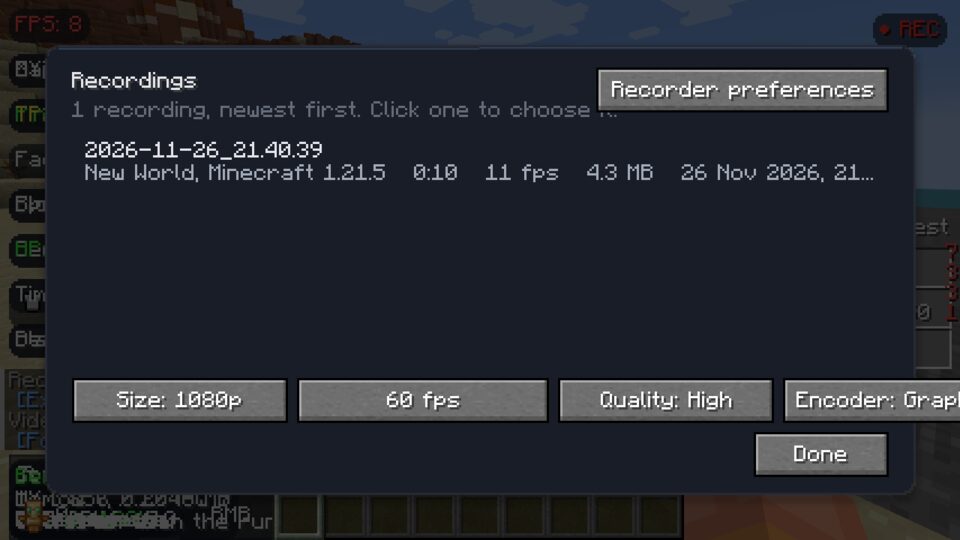 FPS: 8
REC
Recordings
Recorder preferences
1 recording, newest first. Click one to choose it.
2026-11-26_21.40.39
New World, Minecraft 1.21.5 0:10 11 fps 4.3 MB 26 Nov 2026, 21...
Size: 1080p
60 fps
Quality: High
Encoder: Grap
Done